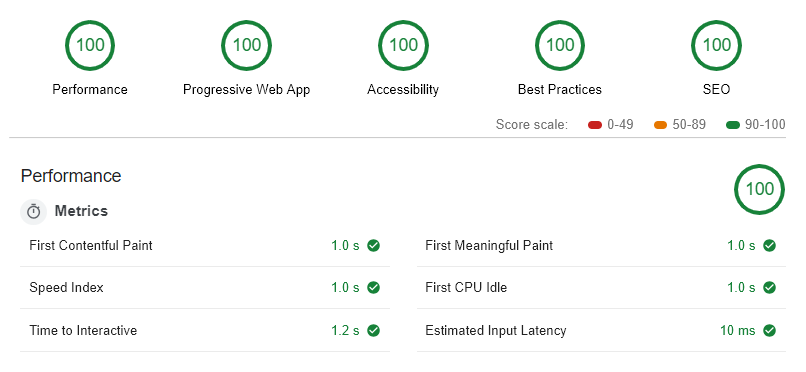 100 100 100 100 100
Performance Progressive Web App Accessibility Best Practices SEO
Score scale: 0-49 50-89 90-100
Performance 100
Metrics
First Contentful Paint 1.0 s First Meaningful Paint 1.0 s
Speed Index 1.0 s First CPU Idle 1.0 s
Time to Interactive 1.2 s Estimated Input Latency 10 ms